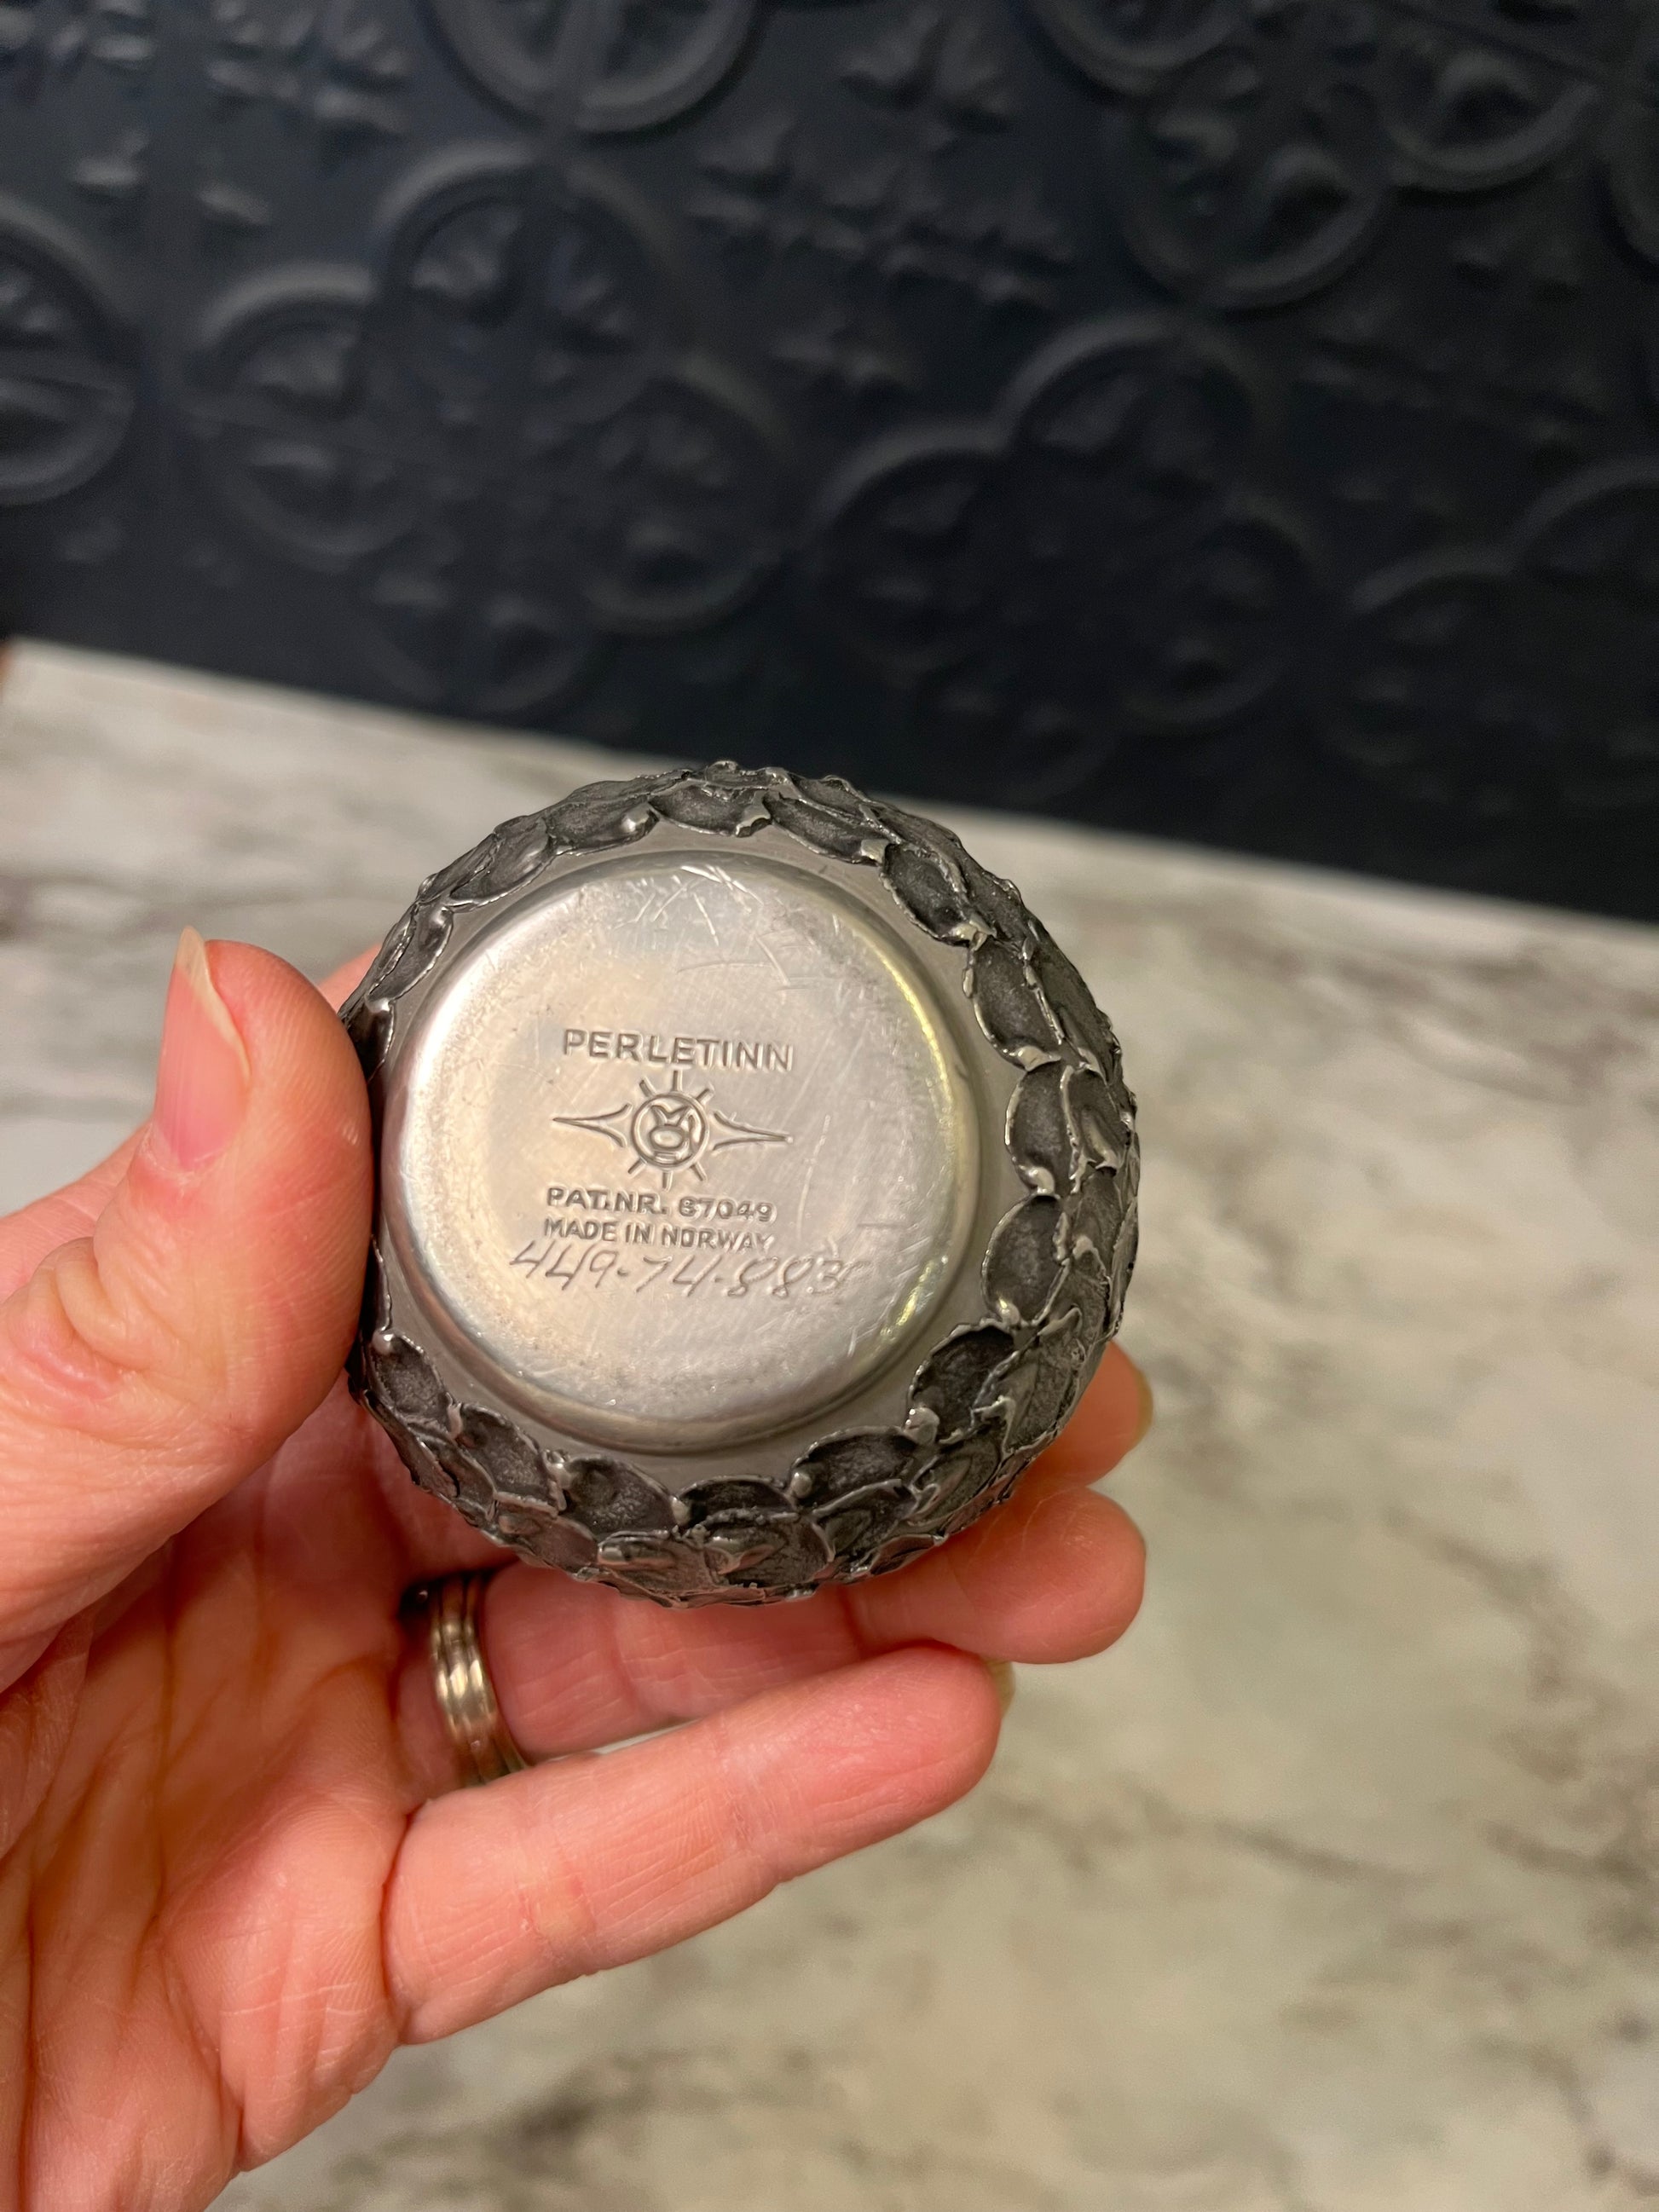 PERLETINN
PAT.NR. 67049
MADE IN NORWAY
449-74-883